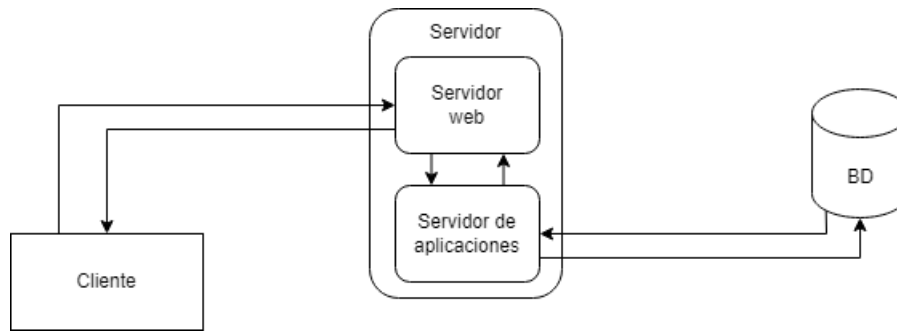 Servidor
Servidor
web
Servidor de
aplicaciones
BD
Cliente